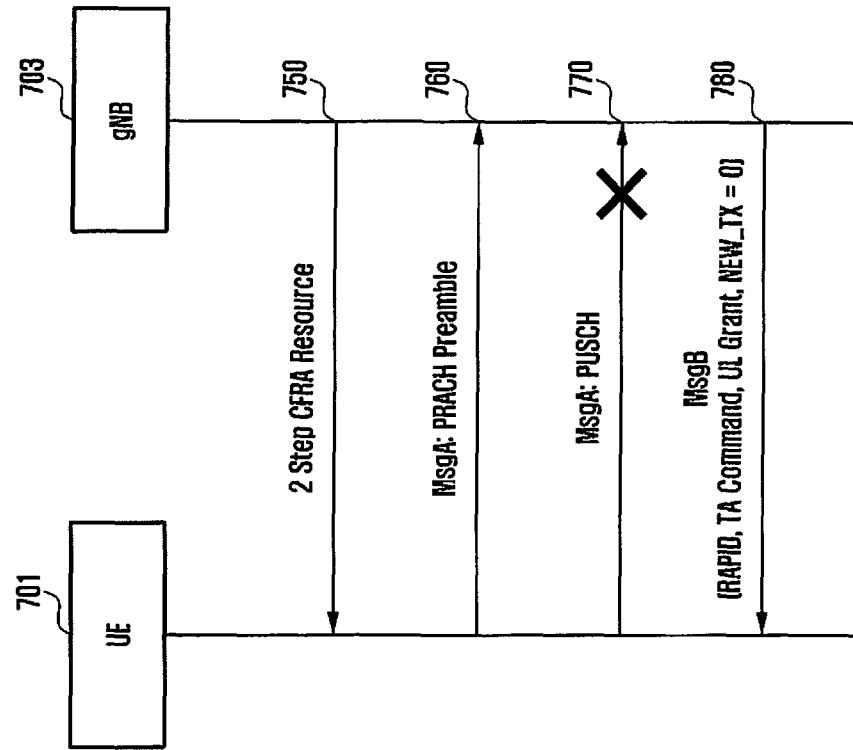 701
UE
703
gNB
2 Step CFRA Resource
750
MsgA: PRACH Preamble
760
MsgA: PUSCH
770
MsgB
(RAPID, TA Command, UL Grant, NEW_TX = 0)
780